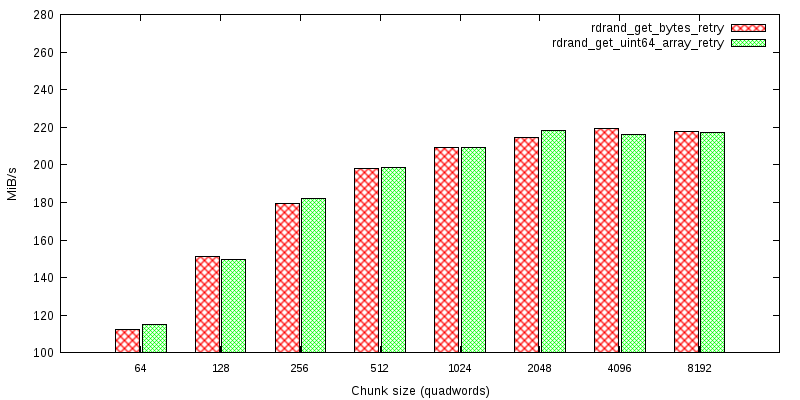 280
260
240
220
200
180
160
140
120
100
MiB/s
rdrand_get_bytes_retry
rdrand_get_uint64_array_retry
64 128 256 512 1024 2048 4096 8192
Chunk size (quadwords)